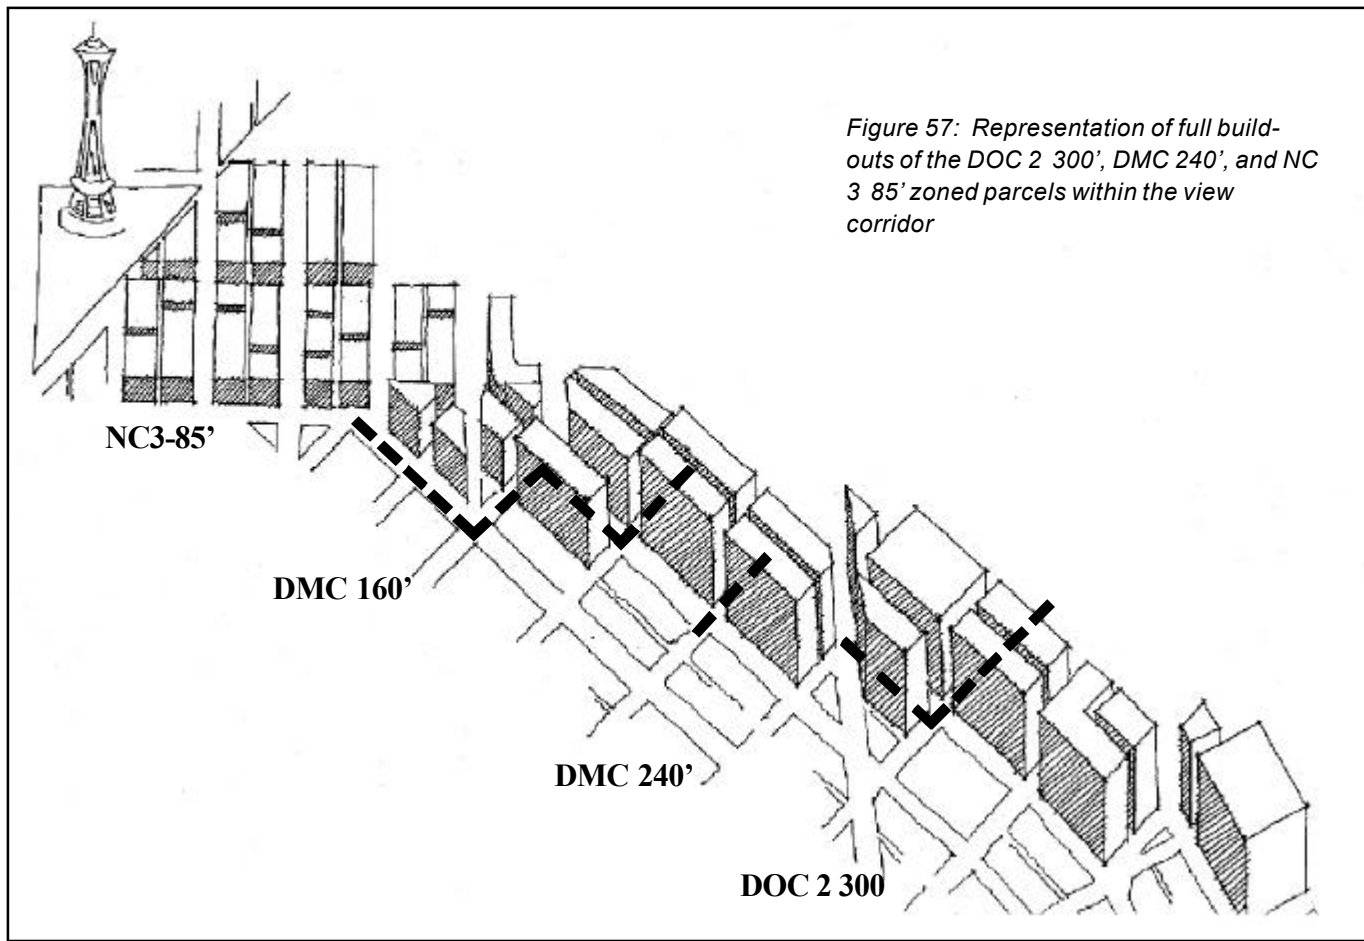 Figure 57:  Representation of full build-
outs of the DOC 2 300’, DMC 240’, and NC
3 85’ zoned parcels within the view
corridor
NC3-85’
DMC 160’
DMC 240’
DOC 2 300